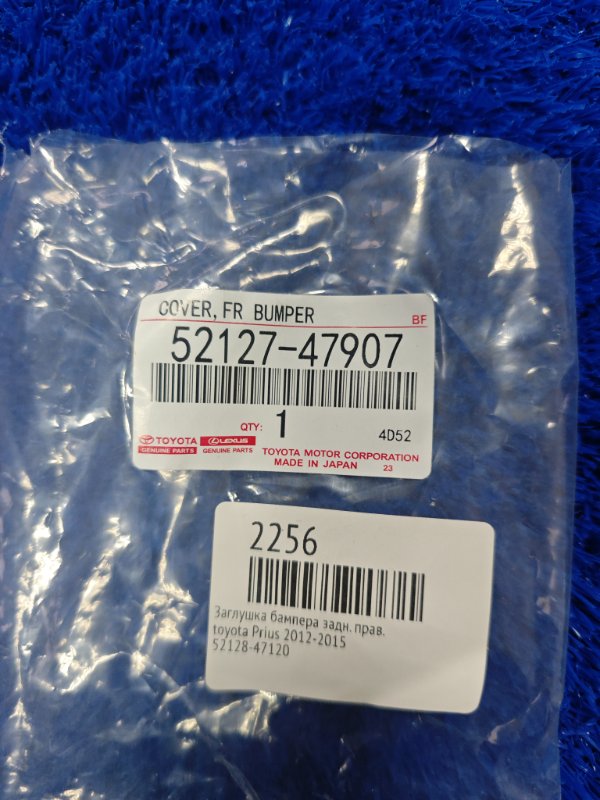 COVER, FR BUMPER
BF
52127-47907
QTY: 1
4D52
TOYOTA LEXUS
GENUINE PARTS GENUINE PARTS
TOYOTA MOTOR CORPORATION
MADE IN JAPAN 23
2256
Заглушка бампера задн. прав.
toyota Prius 2012-2015
52128-47120